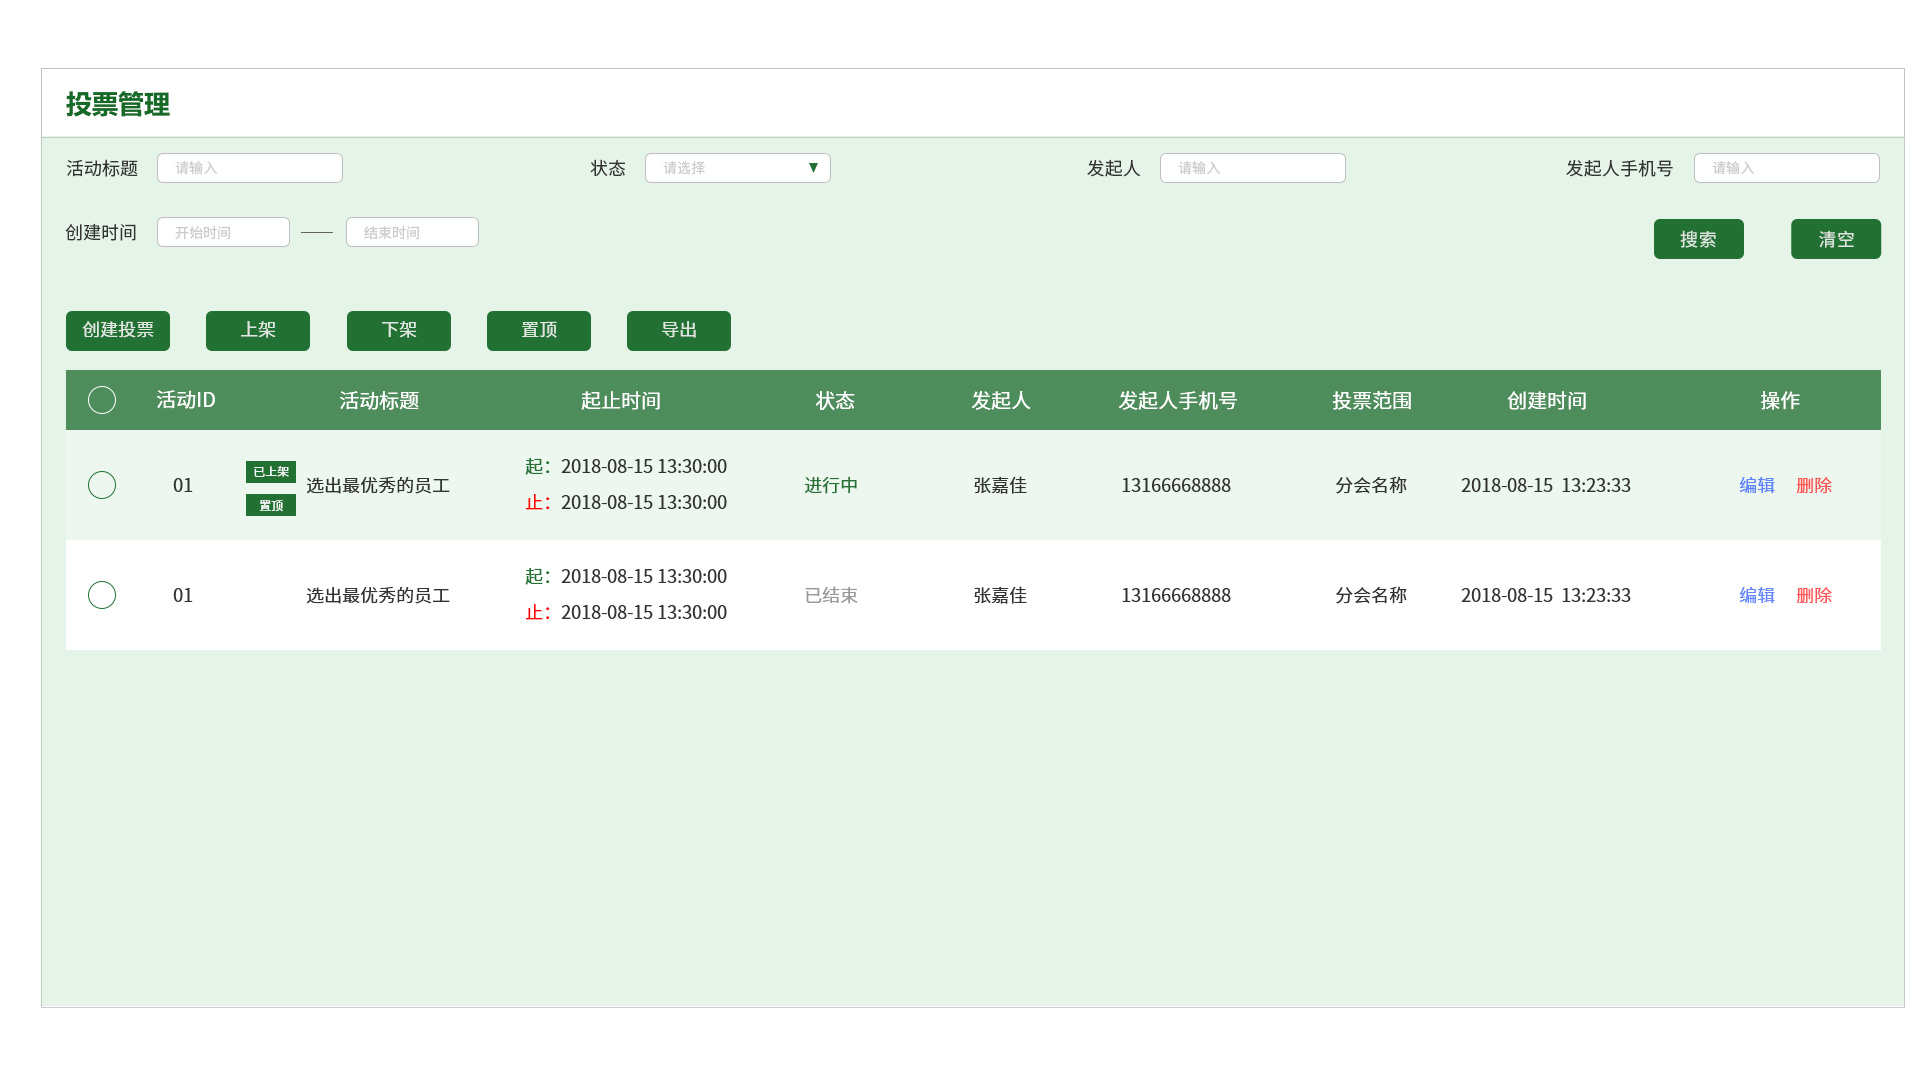 投票管理
活动标题 请输入 状态 请选择 ▼ 发起人 请输入 发起人手机号 请输入
创建时间 开始时间 —— 结束时间 搜索 清空
创建投票 上架 下架 置顶 导出
活动ID 活动标题 起止时间 状态 发起人 发起人手机号 投票范围 创建时间 操作
01 已上架 置顶 选出最优秀的员工 起：2018-08-15 13:30:00 进行中 张嘉佳 13166668888 分会名称 2018-08-15 13:23:33 编辑 删除
止：2018-08-15 13:30:00
01 选出最优秀的员工 起：2018-08-15 13:30:00 已结束 张嘉佳 13166668888 分会名称 2018-08-15 13:23:33 编辑 删除
止：2018-08-15 13:30:00